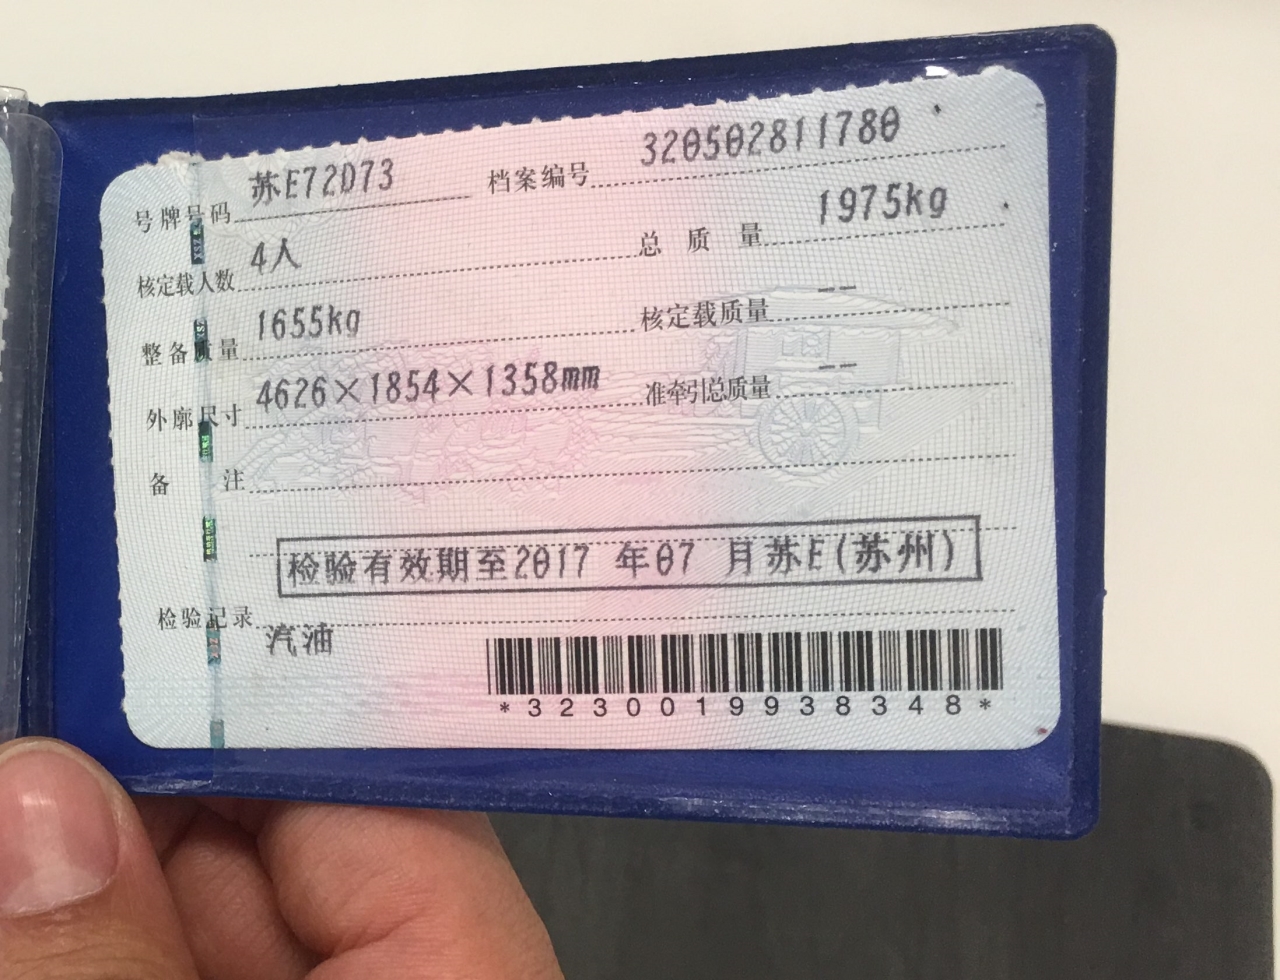 号牌号码 苏E72D73 档案编号 320502811780
核定载人数 4人 总质量 1975kg
整备质量 1655kg 核定载质量 --
外廓尺寸 4626×1854×1358mm 准牵引总质量 --
备注
检验有效期至2017 年07 月苏E(苏州)
检验记录
汽油
*3230019938348*